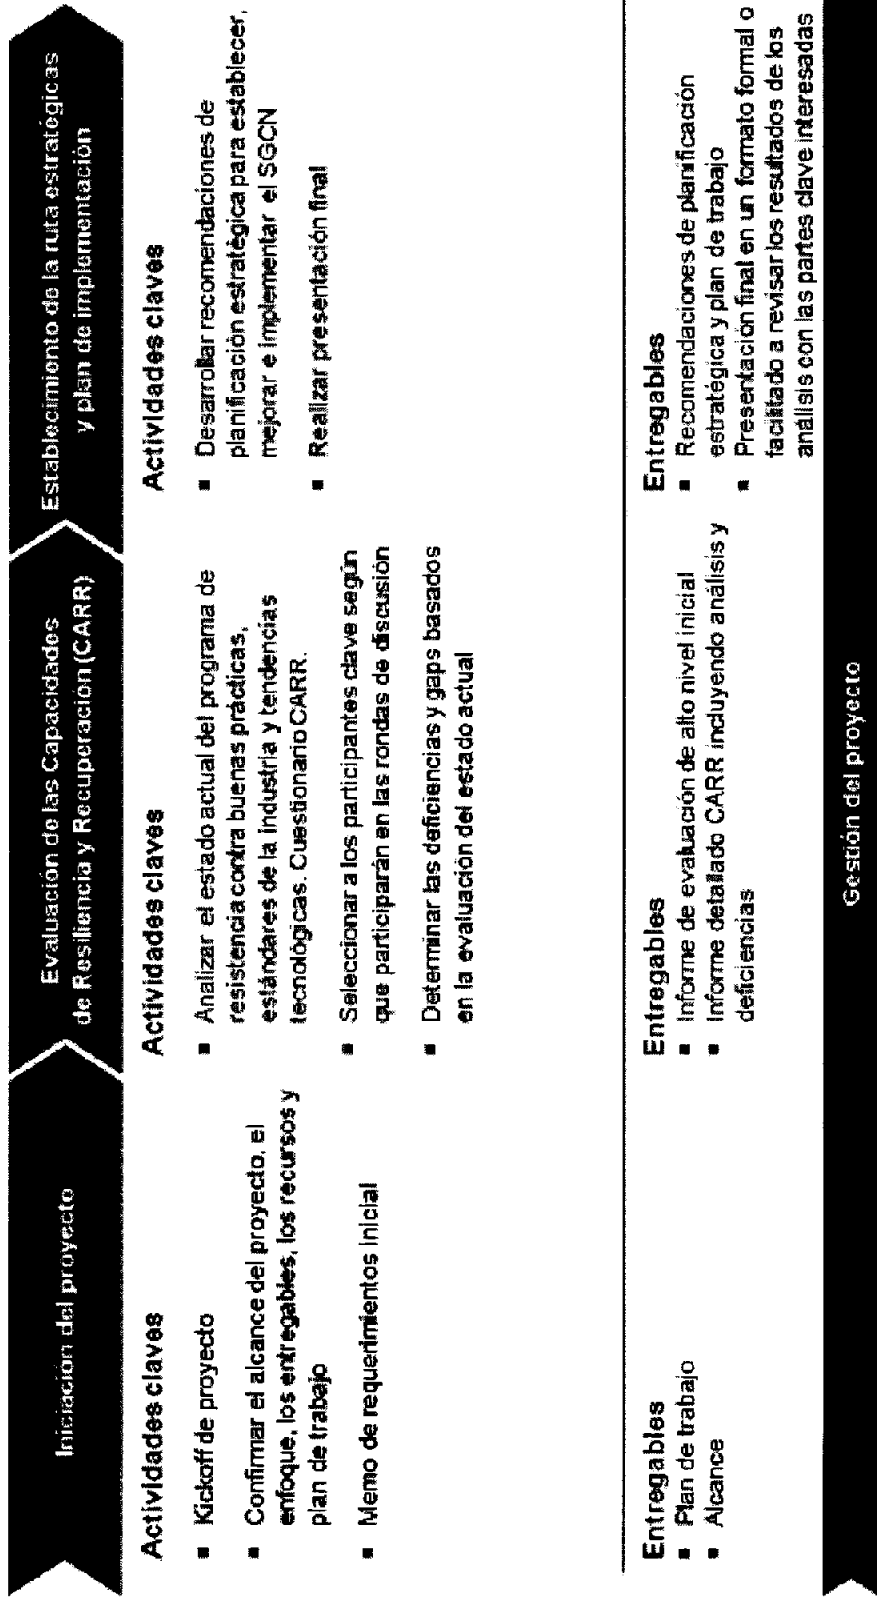 Iniciación del proyecto
Actividades claves
■ Kickoff de proyecto
■ Confirmar el alcance del proyecto, el
enfoque, los entregables, los recursos y
plan de trabajo
■ Memo de requerimientos inicial
Entregables
■ Plan de trabajo
■ Alcance
Evaluación de las Capacidades
de Resiliencia y Recuperación (CARR)
Actividades claves
■ Analizar el estado actual del programa de
resistencia contra buenas prácticas,
estándares de la industria y tendencias
tecnológicas. Cuestionario CARR.
■ Seleccionar a los participantes clave según
que participarán en las rondas de discusión
■ Determinar las deficiencias y gaps basados
en la evaluación del estado actual
Entregables
■ Informe de evaluación de alto nivel inicial
■ Informe detallado CARR incluyendo análisis y
deficiencias
Establecimiento de la ruta estratégicas
y plan de implementación
Actividades claves
■ Desarrollar recomendaciones de
planificación estratégica para establecer,
mejorar e implementar el SGCN
■ Realizar presentación final
Entregables
■ Recomendaciones de planificación
estratégica y plan de trabajo
■ Presentación final en un formato formal o
facilitado a revisar los resultados de los
análisis con las partes clave interesadas
Gestión del proyecto